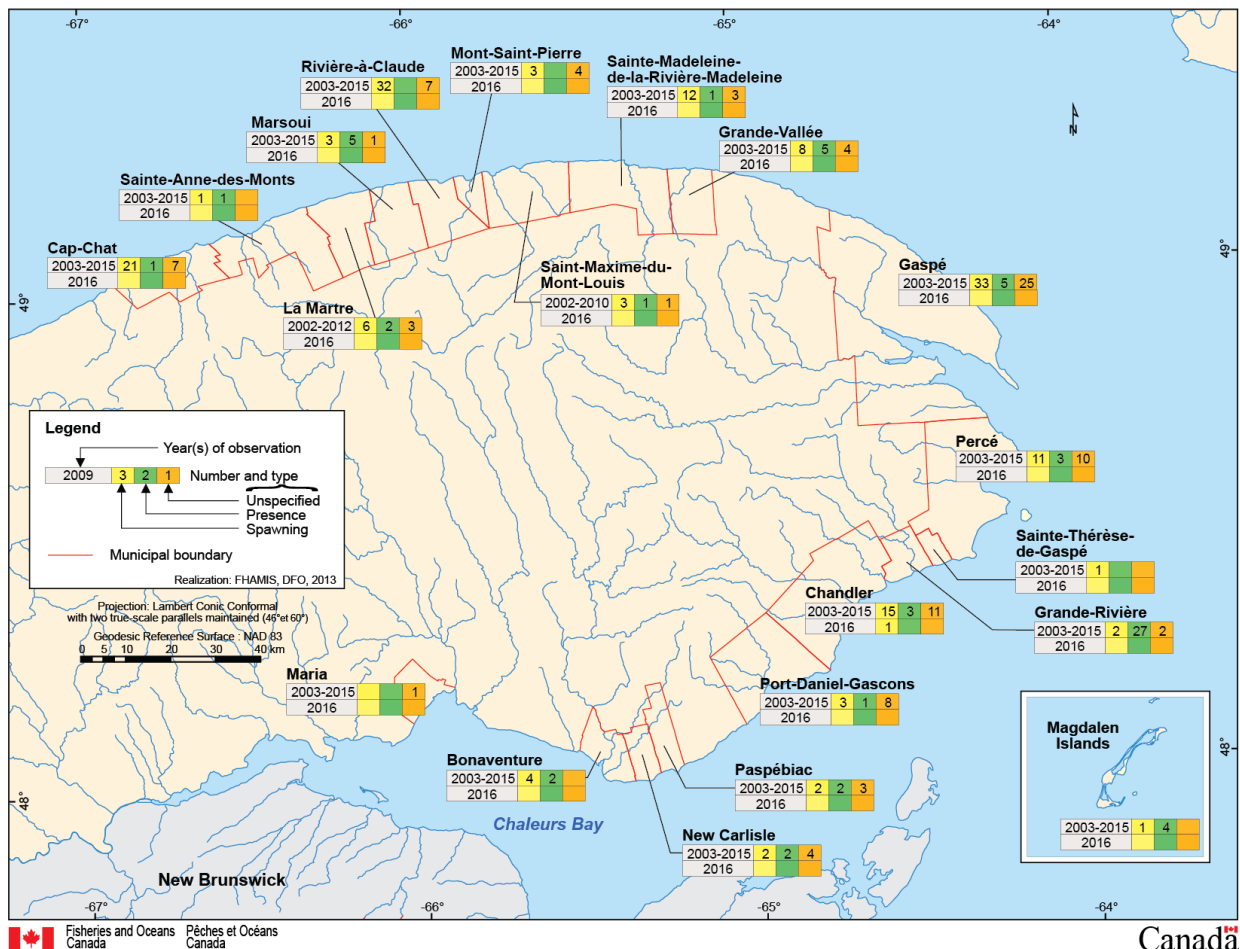 -67°
-66°
-65°
-64°
Mont-Saint-Pierre
2003-2015 3 4
2016
Rivière-à-Claude
2003-2015 32 7
2016
Sainte-Madeleine-
de-la-Rivière-Madeleine
2003-2015 12 1 3
2016
Marsoui
2003-2015 3 5 1
2016
Grande-Vallée
2003-2015 8 5 4
2016
N
Sainte-Anne-des-Monts
2003-2015 1 1
2016
Cap-Chat
2003-2015 21 1 7
2016
49°
49°
Saint-Maxime-du-
Mont-Louis
2002-2010 3 1 1
2016
Gaspé
2003-2015 33 5 25
2016
La Martre
2002-2012 6 2 3
2016
Legend
Year(s) of observation
2009 3 2 1 Number and type
Unspecified
Presence
Spawning
Municipal boundary
Realization: FHAMIS, DFO, 2013
Projection: Lambert Conic Conformal
with two true-scale parallels maintained (46°et 60°)
Geodesic Reference Surface : NAD 83
0 5 10 20 30 40 km
Percé
2003-2015 11 3 10
2016
Sainte-Thérèse-
de-Gaspé
2003-2015 1
2016
Chandler
2003-2015 15 3 11
2016 1
Grande-Rivière
2003-2015 2 27 2
2016
Maria
2003-2015 1
2016
Port-Daniel-Gascons
2003-2015 3 1 8
2016
Bonaventure
2003-2015 4 2
2016
Paspébiac
2003-2015 2 2 3
2016
New Carlisle
2003-2015 2 2 4
2016
Chaleurs Bay
New Brunswick
Magdalen
Islands
2003-2015 1 4
2016
48°
48°
-67°
-66°
-65°
-64°
Fisheries and Oceans Pêches et Océans
Canada Canada
Canada